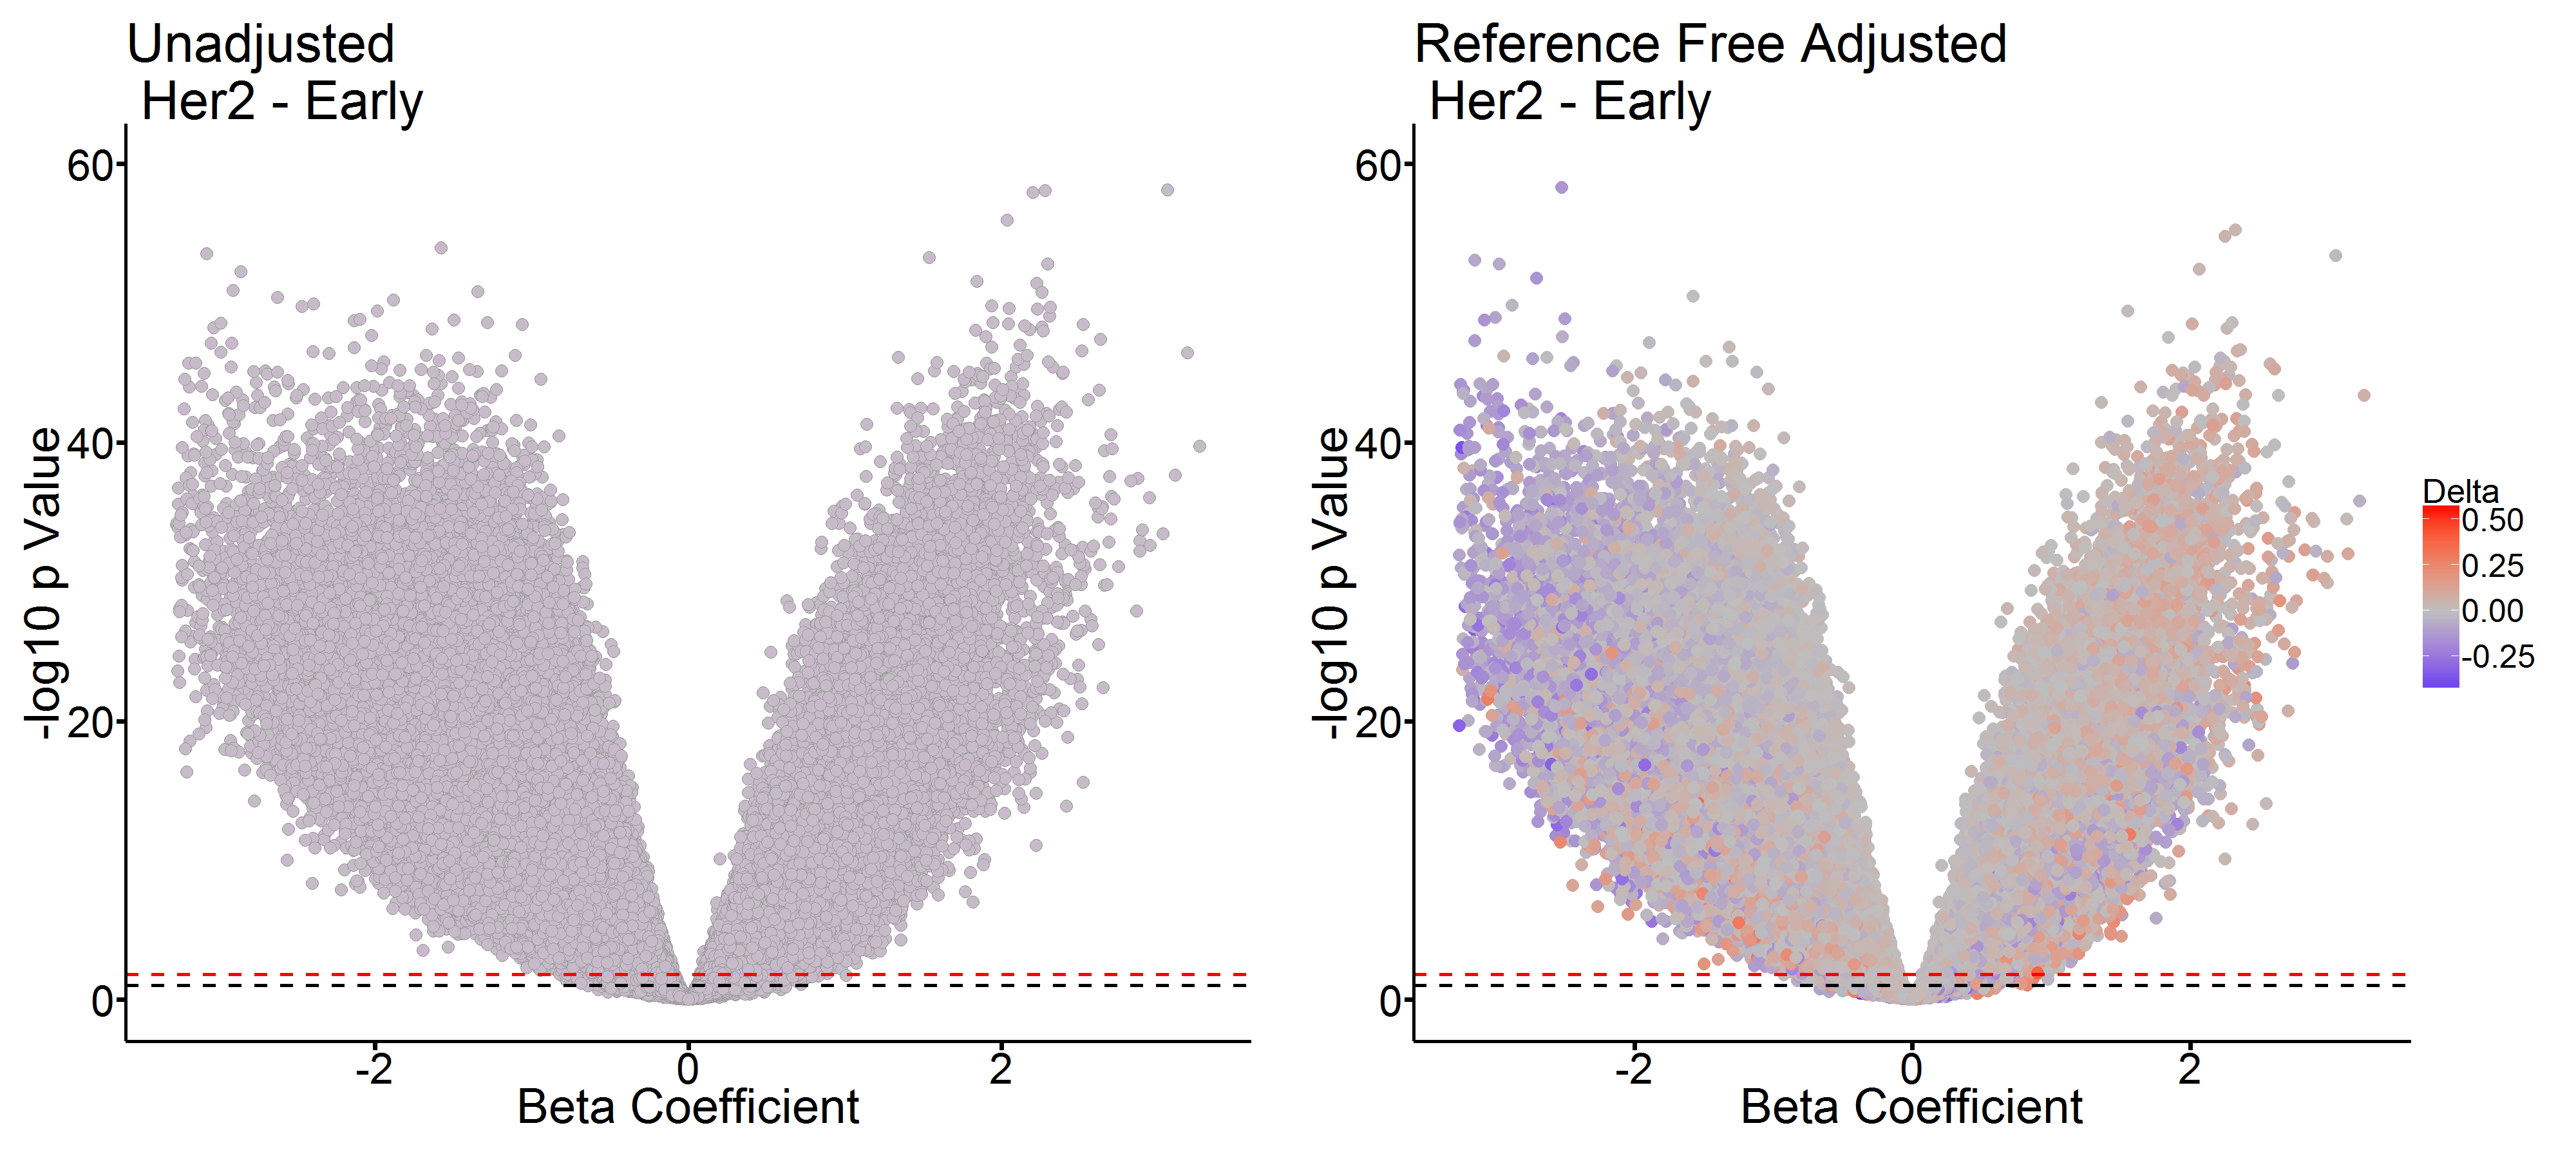 Unadjusted
Her2 - Early
60
40
20
0
-log10 p Value
-2
0
2
Beta Coefficient
Reference Free Adjusted
Her2 - Early
60
40
20
0
-log10 p Value
-2
0
2
Beta Coefficient
Delta
0.50
0.25
0.00
-0.25